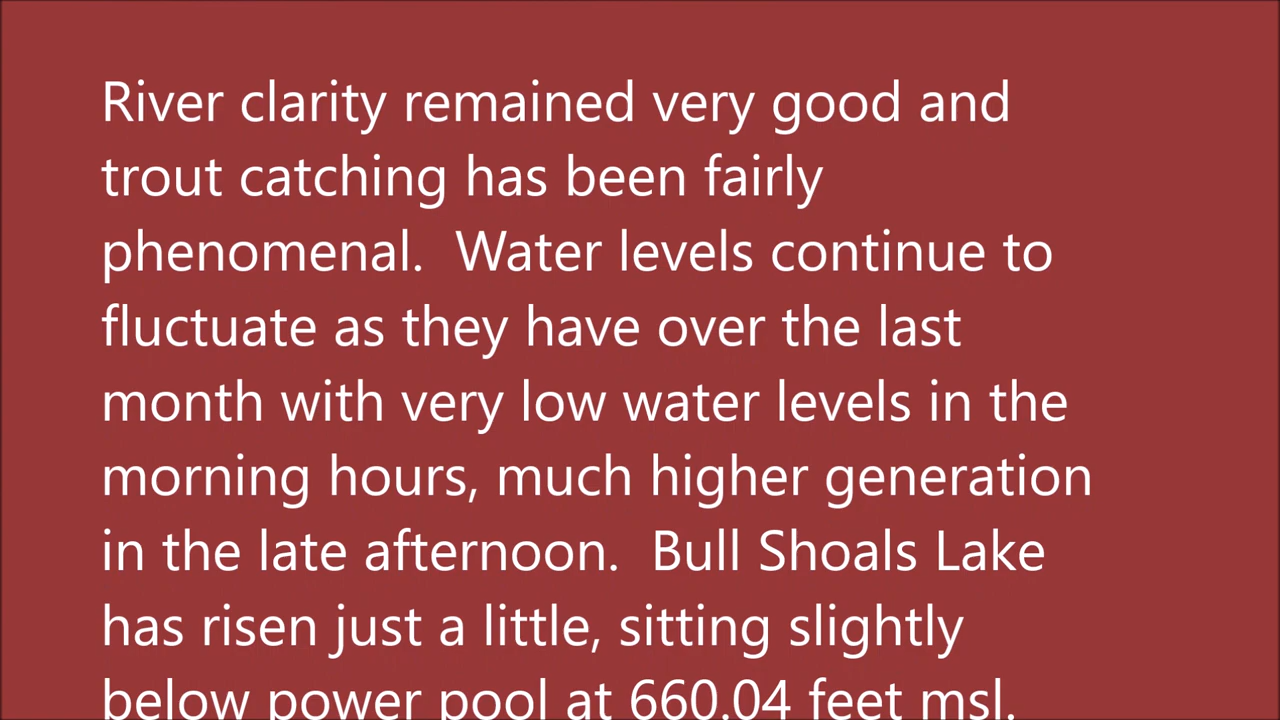 River clarity remained very good and
trout catching has been fairly
phenomenal.  Water levels continue to
fluctuate as they have over the last
month with very low water levels in the
morning hours, much higher generation
in the late afternoon.  Bull Shoals Lake
has risen just a little, sitting slightly
below power pool at 660.04 feet msl.